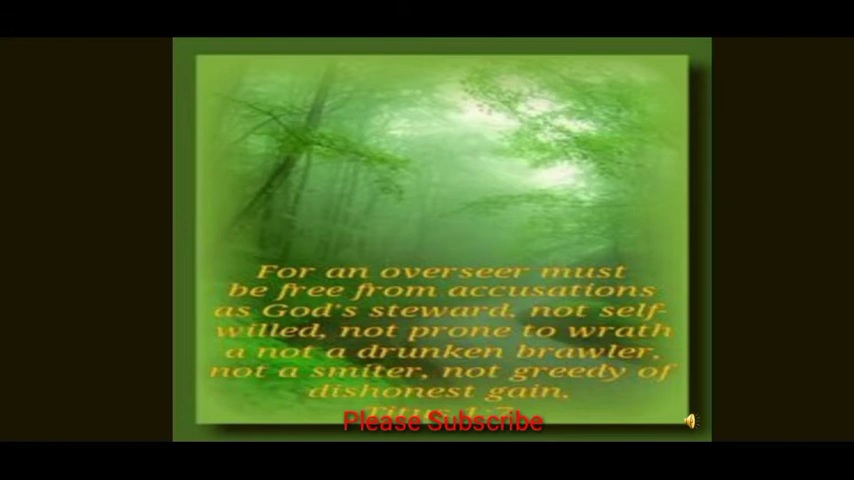 For an overseer must
be free from accusations
as God's steward, not self-
willed, not prone to wrath
a not a drunken brawler,
not a smiter, not greedy of
dishonest gain,
Please Subscribe